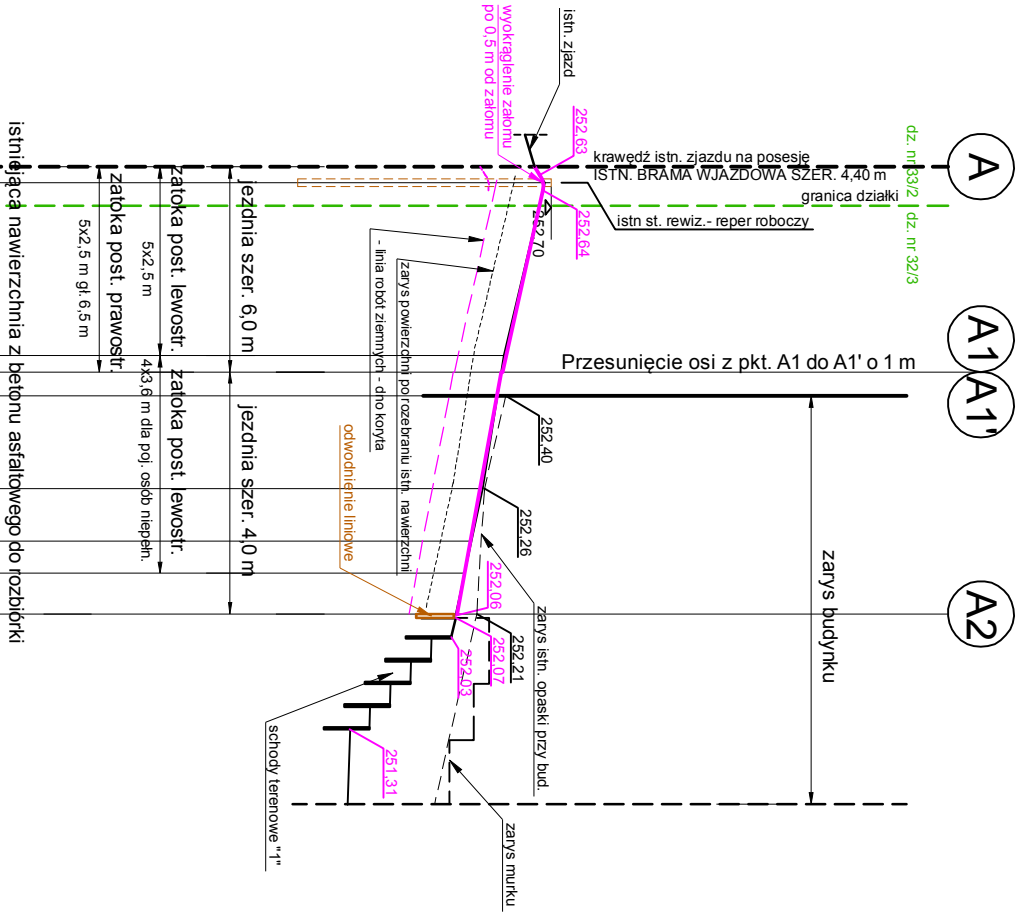 A
A1
A1'
A2
dz. nr 33/2
dz. nr 32/3
istn. zjazd
wyokrąglenie załomu
po 0,5 m od załomu
252,63
krawędź istn. zjazdu na posesję
ISTN. BRAMA WJAZDOWA SZER. 4,40 m
granica działki
istn st. rewiz.- reper roboczy
252,64
252,70
Przesunięcie osi z pkt. A1 do A1' o 1 m
252,40
252,26
zarys budynku
252,06
252,07
252,21
252,03
zarys istn. opaski przy bud.
251,31
zarys murku
schody terenowe "1"
odwodnienie liniowe
zarys powierzchni po rozebraniu istn. nawierzchni
- linia robót ziemnych - dno koryta
jezdnia szer. 6,0 m
jezdnia szer. 4,0 m
zatoka post. lewostr.
5x2,5 m
zatoka post. lewostr.
4x3,6 m dla poj. osób niepełn.
zatoka post. prawostr.
5x2,5 m gł. 6,5 m
istniejąca nawierzchnia z betonu asfaltowego do rozbiórki